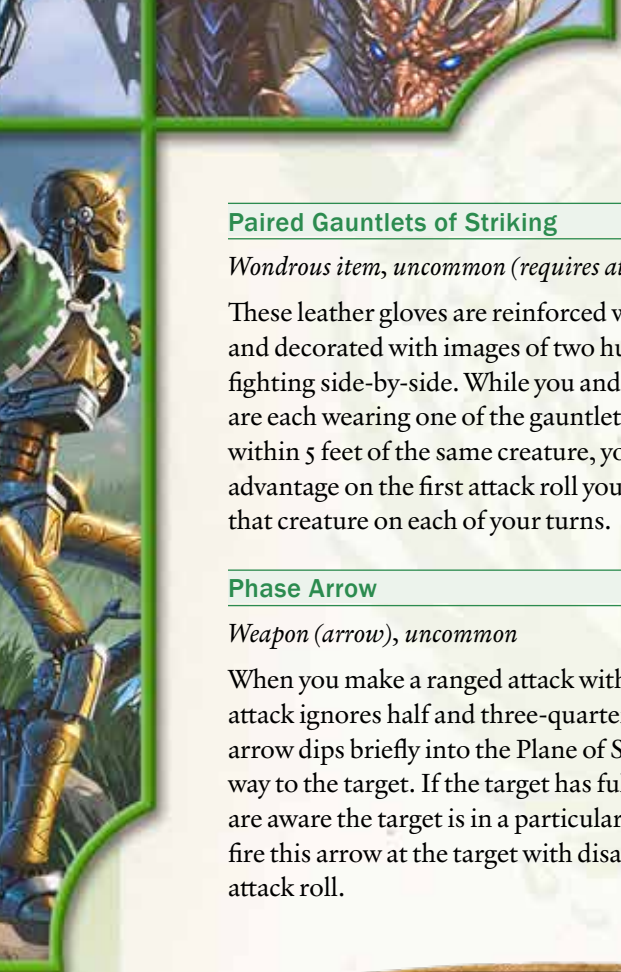 Paired Gauntlets of Striking
Wondrous item, uncommon (requires
These leather gloves are reinforced
and decorated with images of two
fighting side-by-side. While you and
are each wearing one of the gauntlet
within 5 feet of the same creature,
advantage on the first attack roll you
that creature on each of your turns.
Phase Arrow
Weapon (arrow), uncommon
When you make a ranged attack with
attack ignores half and three-quarte
arrow dips briefly into the Plane of
way to the target. If the target has
are aware the target is in a particular
fire this arrow at the target with
attack roll.